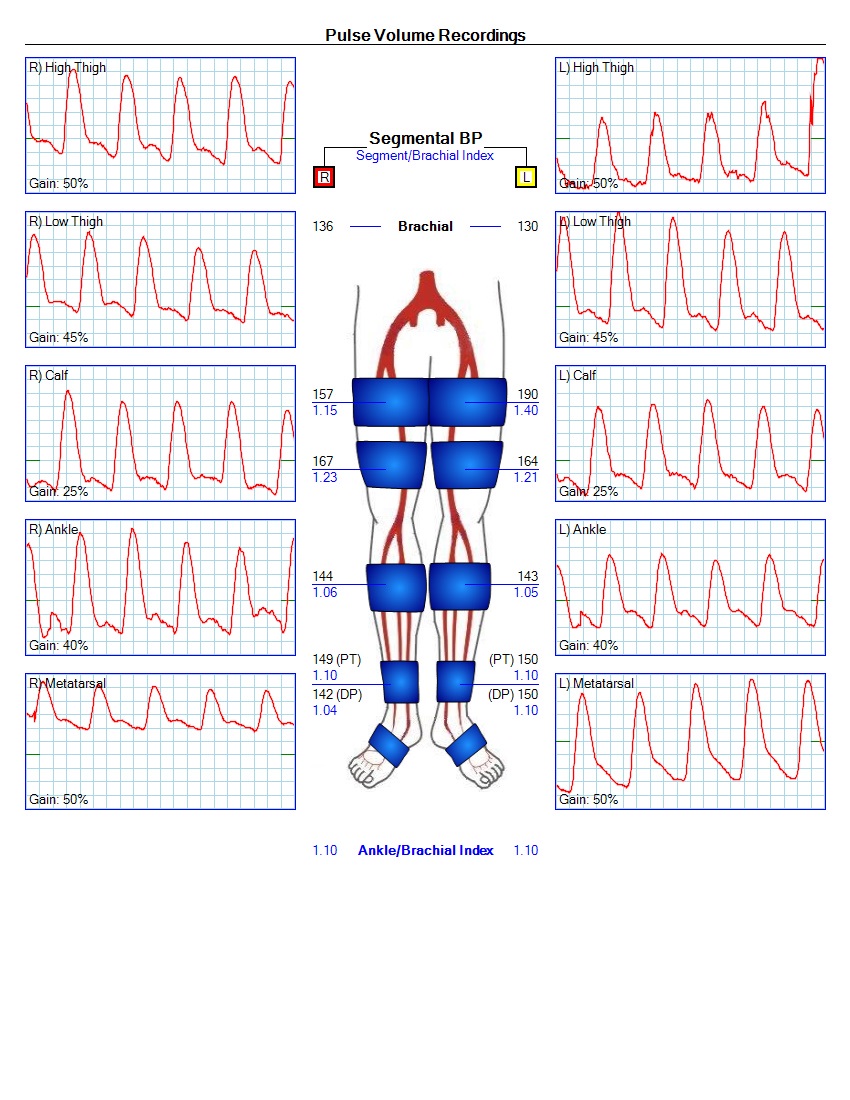 Pulse Volume Recordings
R) High Thigh
Gain: 50%
L) High Thigh
Gain: 50%
Segmental BP
Segment/Brachial Index
R
L
R) Low Thigh
Gain: 45%
136 Brachial 130
L) Low Thigh
Gain: 45%
R) Calf
Gain: 25%
157 190
1.15 1.40
167 164
1.23 1.21
L) Calf
Gain: 25%
R) Ankle
Gain: 40%
144 143
1.06 1.05
L) Ankle
Gain: 40%
149 (PT) (PT) 150
1.10 1.10
142 (DP) (DP) 150
1.04 1.10
R) Metatarsal
Gain: 50%
L) Metatarsal
Gain: 50%
1.10 Ankle/Brachial Index 1.10